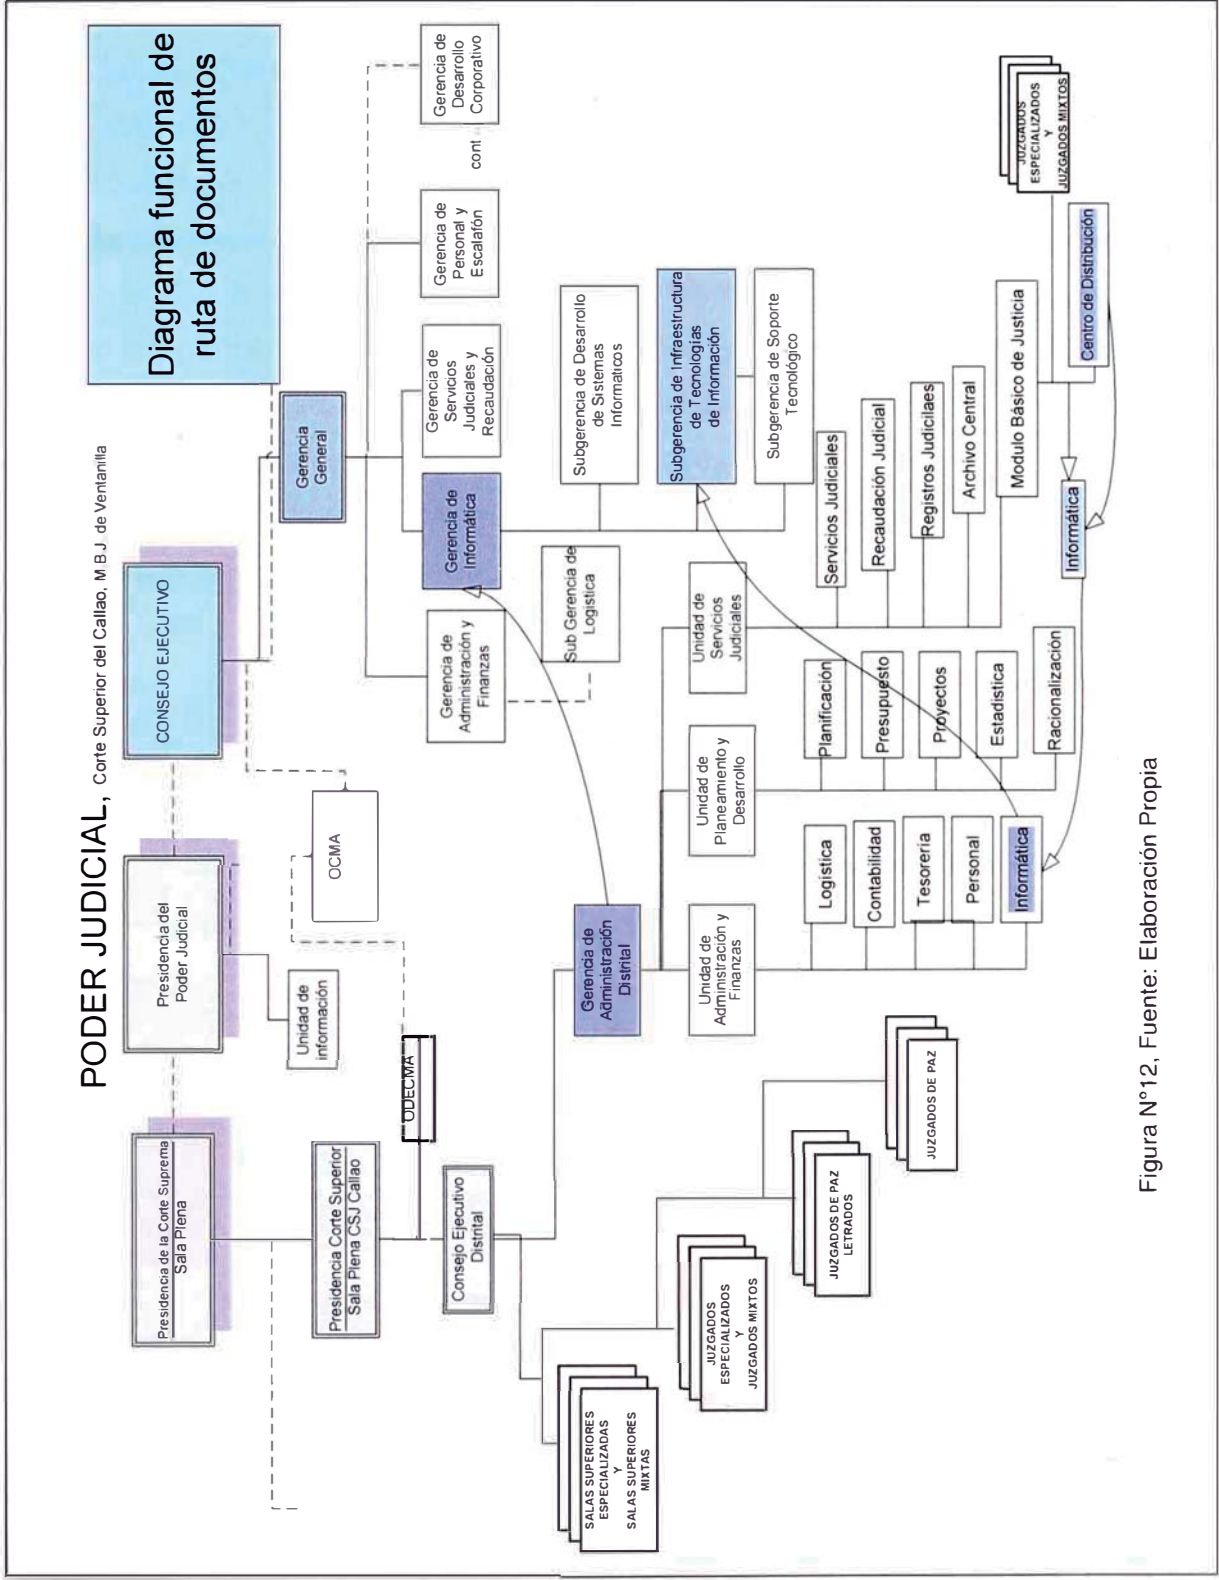 PODER JUDICIAL, Corte Superior del Callao, M.B.J. de Ventanilla
Diagrama funcional de
ruta de documentos
Presidencia de la Corte Suprema
Sala Plena
Presidencia del
Poder Judicial
CONSEJO EJECUTIVO
Unidad de
información
OCMA
Gerencia
General
Presidencia Corte Superior
Sala Plena CSJ Callao
ODECMA
Consejo Ejecutivo
Distrital
Gerencia de
Administración y
Finanzas
Gerencia de
Informática
Gerencia de
Servicios
Judiciales y
Recaudación
Gerencia de
Personal y
Escalafón
Gerencia de
Desarrollo
Corporativo
cont
Sub Gerencia de
Logistica
Subgerencia de Desarrollo
de Sistemas
Informaticos
Subgerencia de Infraestructura
de Tecnologías
de Información
Subgerencia de Soporte
Tecnológico
Gerencia de
Administración
Distrital
Unidad de
Administración y
Finanzas
Unidad de
Planeamiento y
Desarrollo
Unidad de
Servicios
Judiciales
Logistica
Contabilidad
Tesoreria
Personal
Informática
Planificación
Presupuesto
Proyectos
Estadistica
Racionalización
Servicios Judiciales
Recaudación Judicial
Registros Judicilaes
Archivo Central
Modulo Básico de Justicia
Informática
Centro de Distribución
JUZGADOS
ESPECIALIZADOS
Y
JUZGADOS MIXTOS
SALAS SUPERIORES
ESPECIALIZADAS
Y
SALAS SUPERIORES
MIXTAS
JUZGADOS
ESPECIALIZADOS
Y
JUZGADOS MIXTOS
JUZGADOS DE PAZ
LETRADOS
JUZGADOS DE PAZ
Figura N°12, Fuente: Elaboración Propia